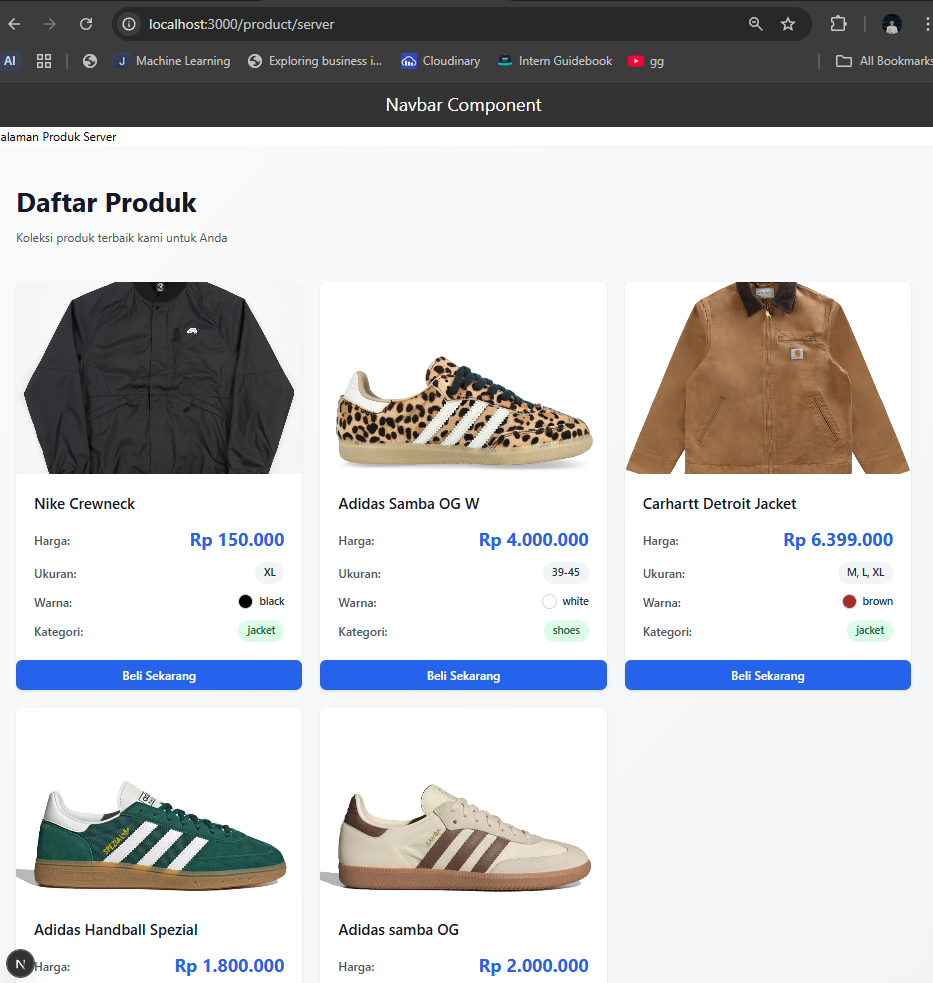 localhost:3000/product/server
AI
J Machine Learning
Exploring business i...
Cloudinary
Intern Guidebook
gg
All Bookmarks
Navbar Component
alaman Produk Server
Daftar Produk
Koleksi produk terbaik kami untuk Anda
Nike Crewneck
Harga: Rp 150.000
Ukuran: XL
Warna: black
Kategori: jacket
Beli Sekarang
Adidas Samba OG W
Harga: Rp 4.000.000
Ukuran: 39-45
Warna: white
Kategori: shoes
Beli Sekarang
Carhartt Detroit Jacket
Harga: Rp 6.399.000
Ukuran: M, L, XL
Warna: brown
Kategori: jacket
Beli Sekarang
SPEZIAL
Adidas Handball Spezial
Harga: Rp 1.800.000
SAMBA
Adidas samba OG
Harga: Rp 2.000.000
N